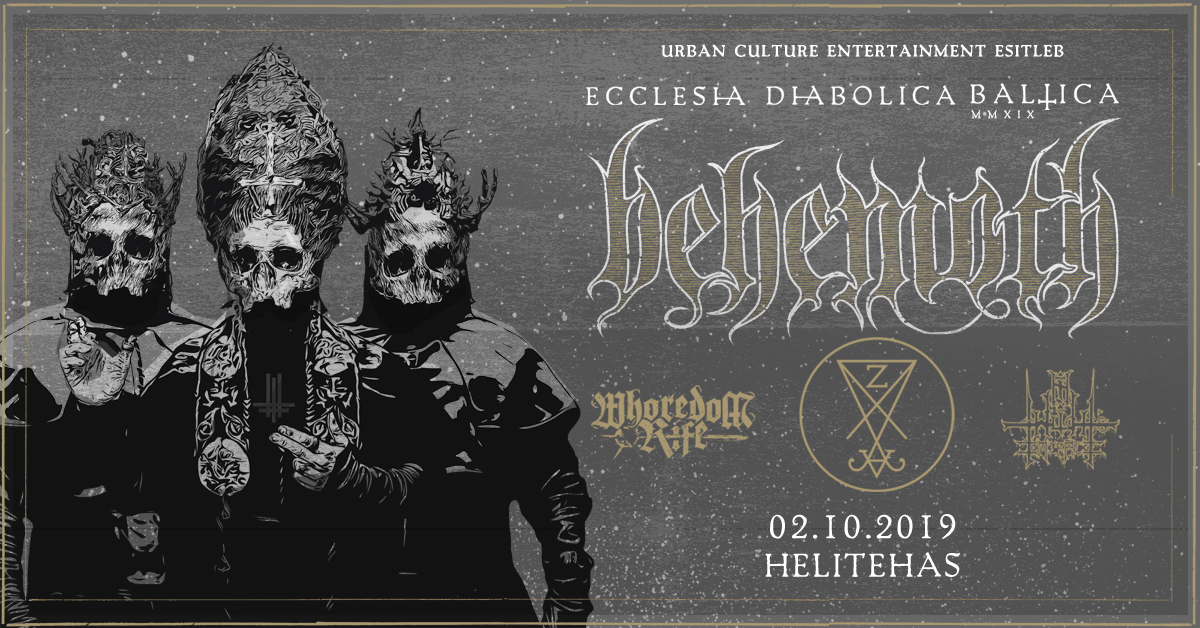 URBAN CULTURE ENTERTAINMENT ESITLEB
ECCLESIA DIABOLICA BALTICA
MMXIX
behemoth
Whoredom
Rife
Z
02.10.2019
HELITEHAS